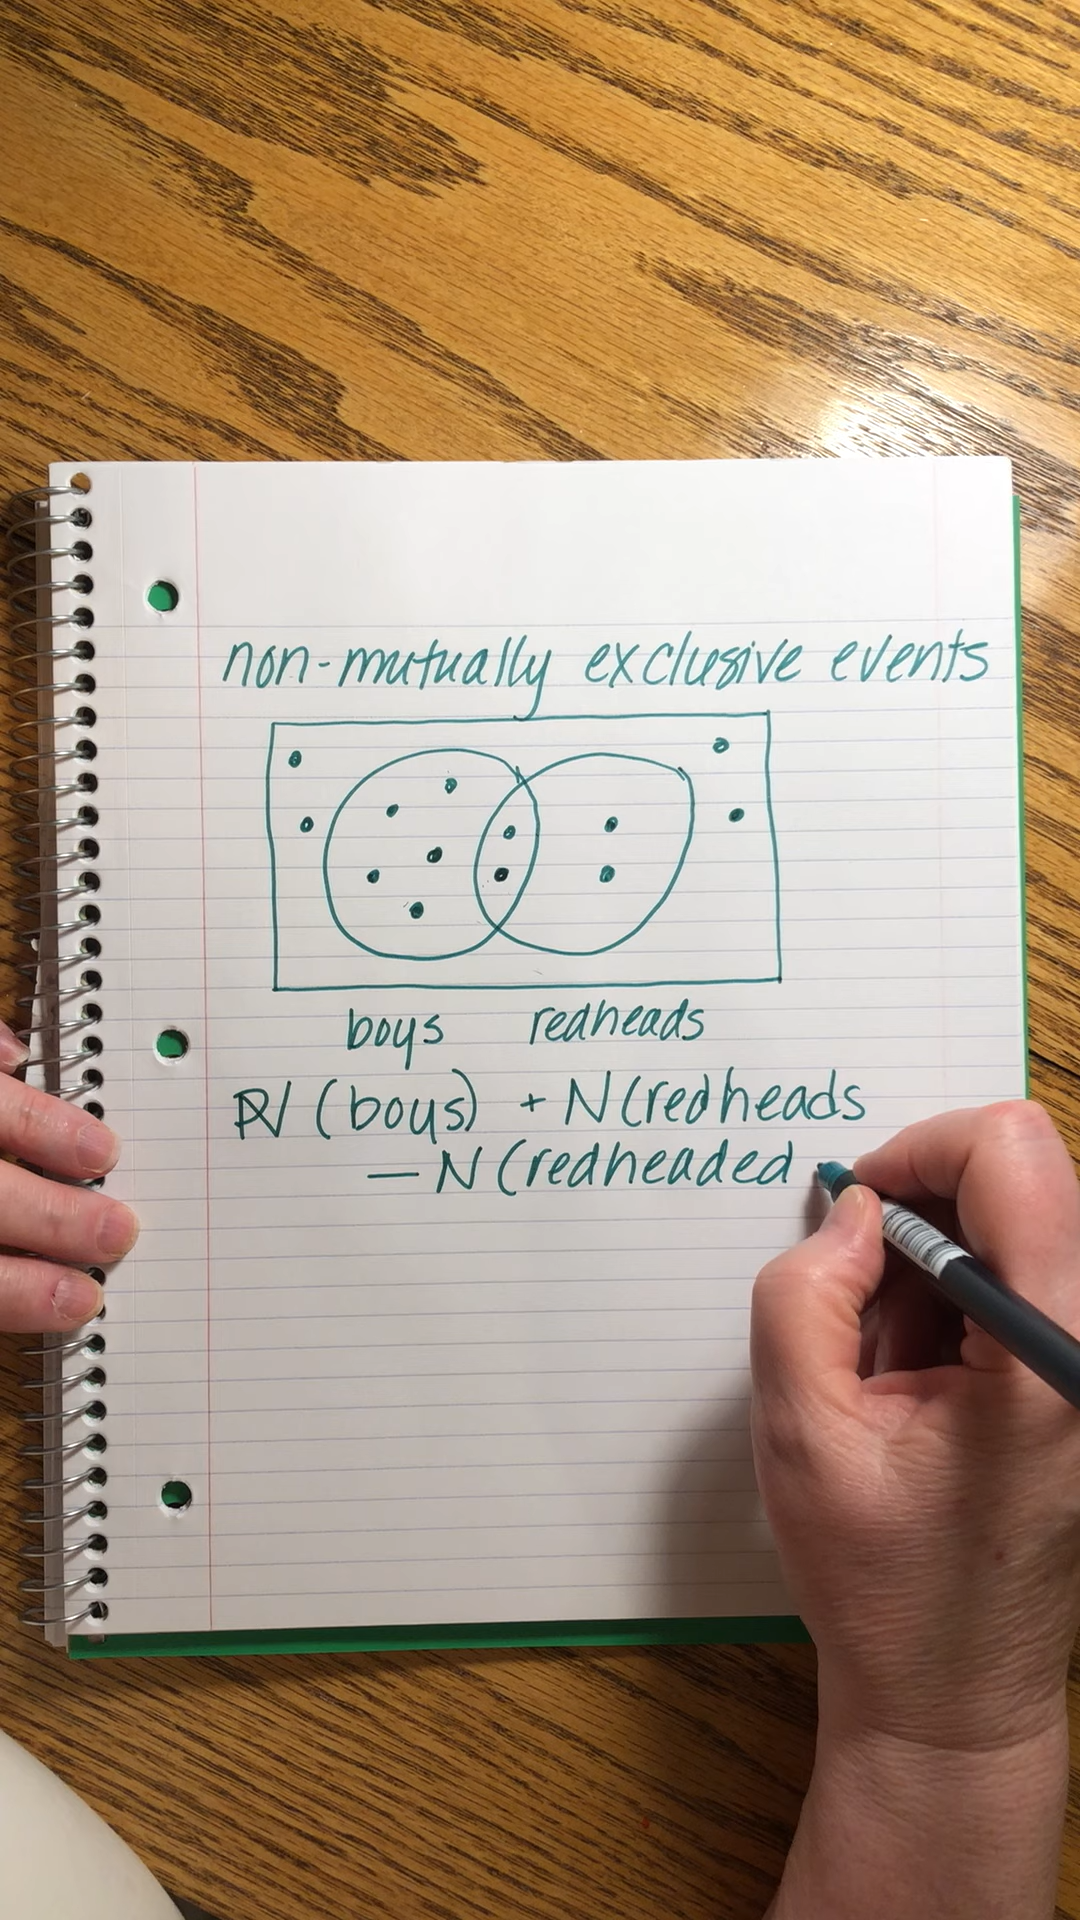 non-mutually exclusive events
boys redheads
N (boys) + N(redheads
— N (redheaded